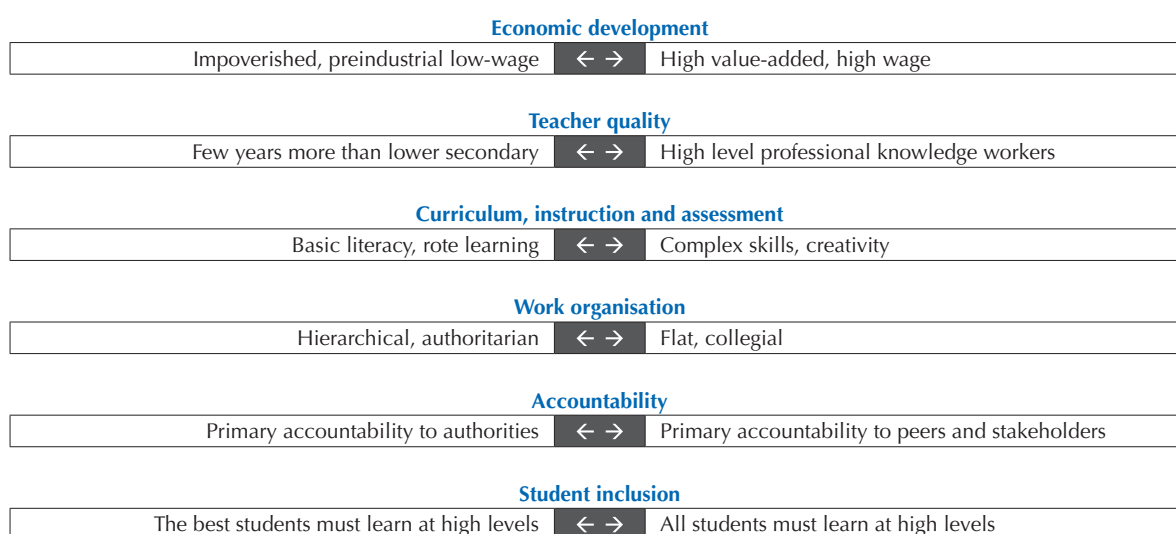 Economic development
Impoverished, preindustrial low-wage ← → High value-added, high wage
Teacher quality
Few years more than lower secondary ← → High level professional knowledge workers
Curriculum, instruction and assessment
Basic literacy, rote learning ← → Complex skills, creativity
Work organisation
Hierarchical, authoritarian ← → Flat, collegial
Accountability
Primary accountability to authorities ← → Primary accountability to peers and stakeholders
Student inclusion
The best students must learn at high levels ← → All students must learn at high levels